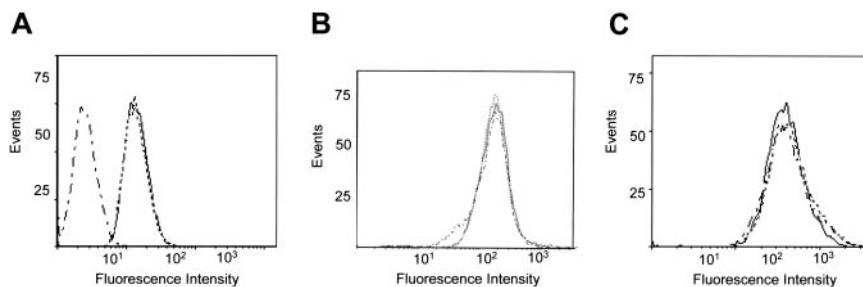 A
Events
75
50
25
10¹ 10² 10³
Fluorescence Intensity
B
Events
75
50
25
10¹ 10² 10³
Fluorescence Intensity
C
Events
75
50
25
10¹ 10² 10³
Fluorescence Intensity